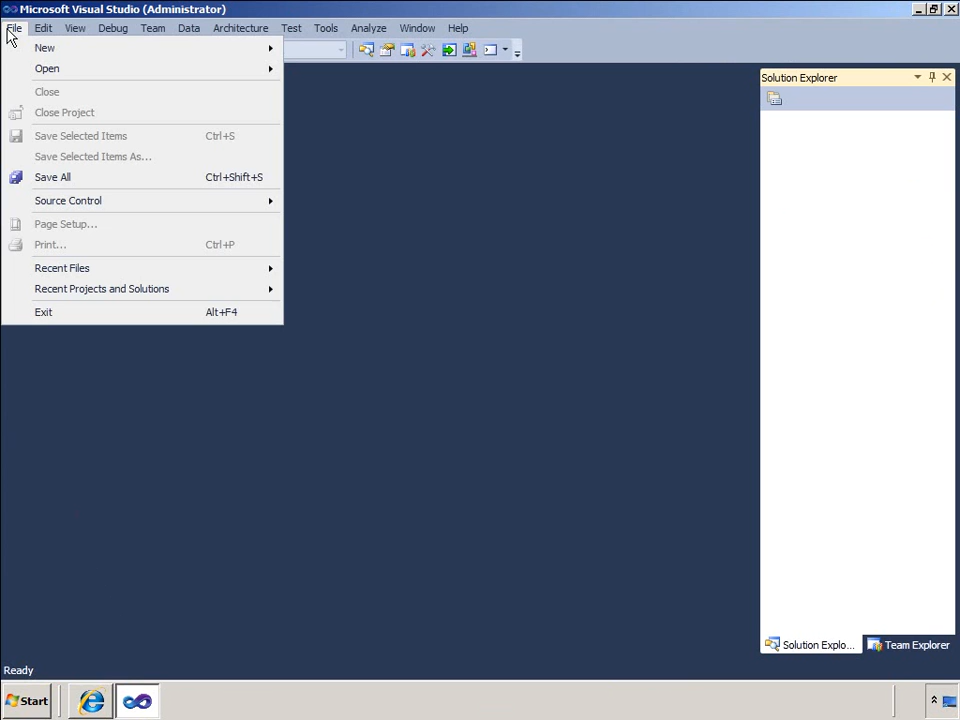 Microsoft Visual Studio (Administrator)
File Edit View Debug Team Data Architecture Test Tools Analyze Window Help
New
Open
Close
Close Project
Save Selected Items Ctrl+S
Save Selected Items As...
Save All Ctrl+Shift+S
Source Control
Page Setup...
Print... Ctrl+P
Recent Files
Recent Projects and Solutions
Exit Alt+F4
Solution Explorer
Solution Explo... Team Explorer
Ready
Start